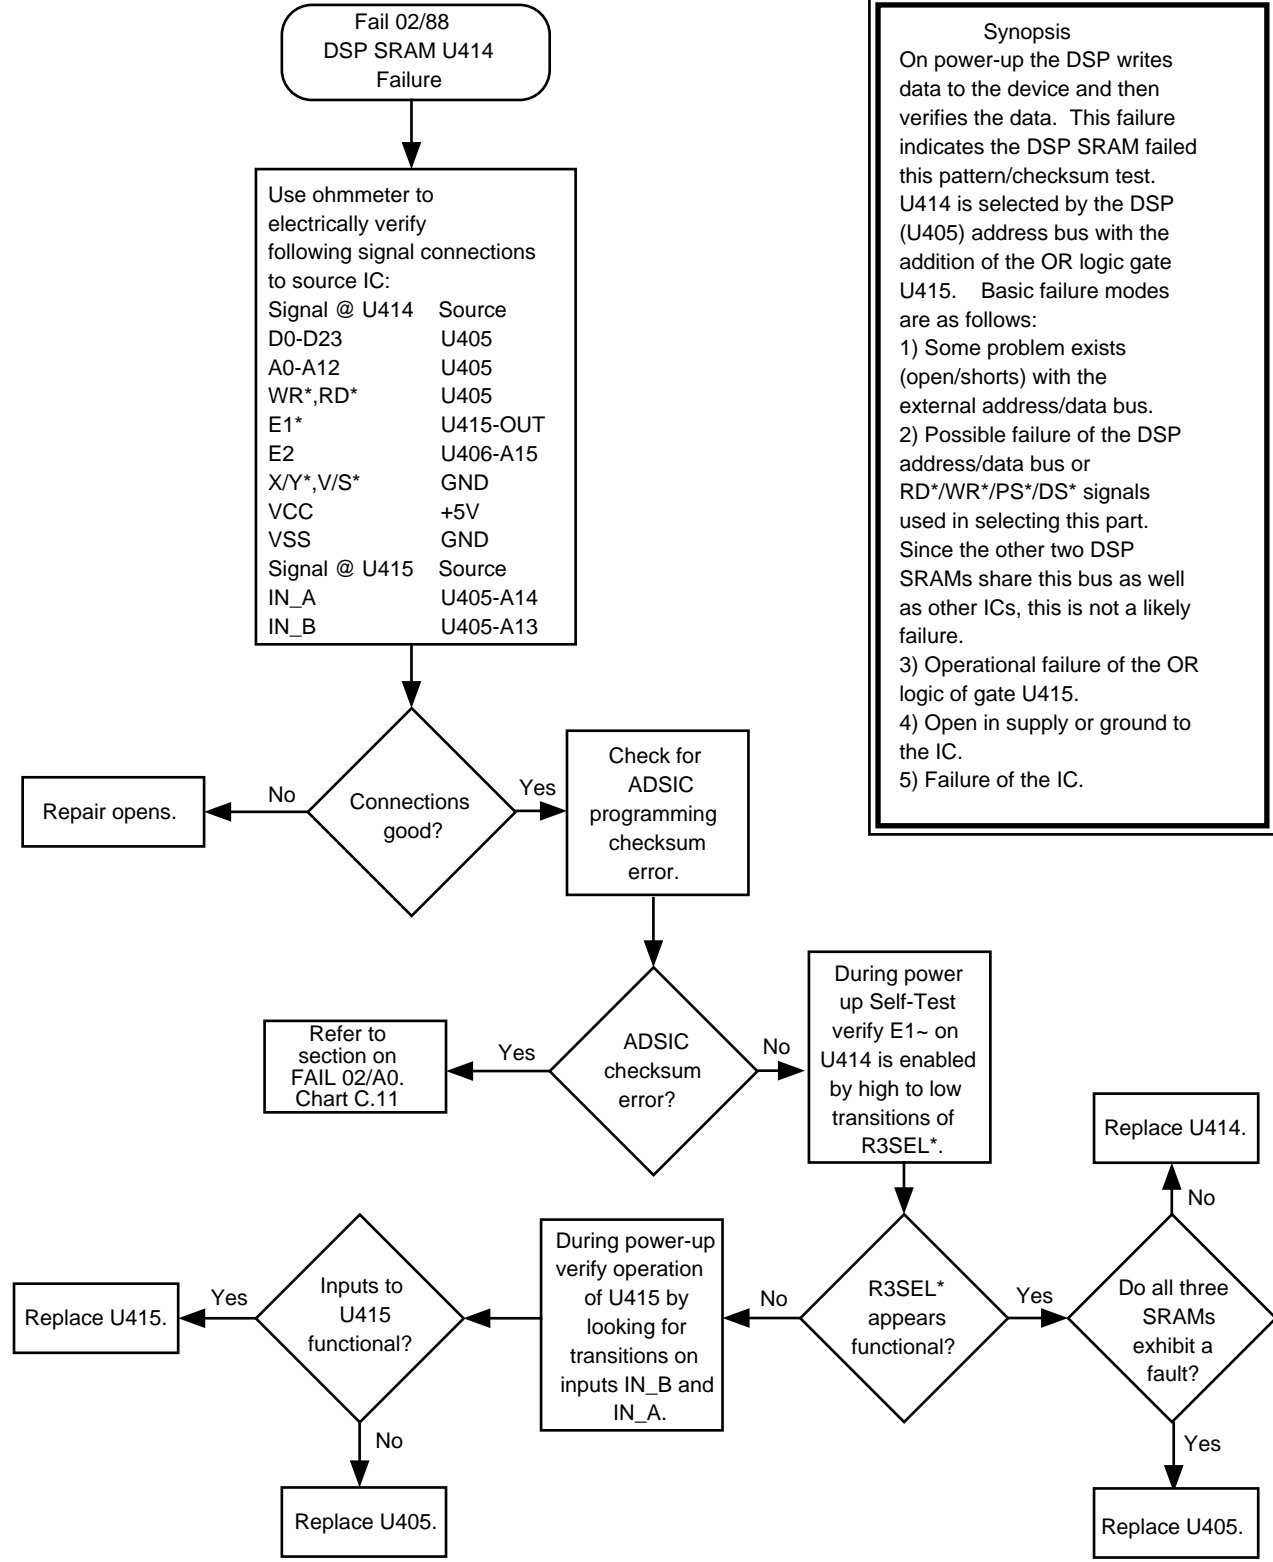 Fail 02/88
DSP SRAM U414
Failure
Synopsis
On power-up the DSP writes
data to the device and then
verifies the data.  This failure
indicates the DSP SRAM failed
this pattern/checksum test.
U414 is selected by the DSP
(U405) address bus with the
addition of the OR logic gate
U415.    Basic failure modes
are as follows:
1) Some problem exists
(open/shorts) with the
external address/data bus.
2) Possible failure of the DSP
address/data bus or
RD*/WR*/PS*/DS* signals
used in selecting this part.
Since the other two DSP
SRAMs share this bus as well
as other ICs, this is not a likely
failure.
3) Operational failure of the OR
logic of gate U415.
4) Open in supply or ground to
the IC.
5) Failure of the IC.
Use ohmmeter to
electrically verify
following signal connections
to source IC:
Signal @ U414    Source
D0-D23    U405
A0-A12    U405
WR*,RD*    U405
E1*    U415-OUT
E2    U406-A15
X/Y*,V/S*    GND
VCC    +5V
VSS    GND
Signal @ U415    Source
IN_A    U405-A14
IN_B    U405-A13
Connections
good?
No
Repair opens.
Yes
Check for
ADSIC
programming
checksum
error.
ADSIC
checksum
error?
Yes
Refer to
section on
FAIL 02/A0.
Chart C.11
No
During power
up Self-Test
verify E1~ on
U414 is enabled
by high to low
transitions of
R3SEL*.
R3SEL*
appears
functional?
No
During power-up
verify operation
of U415 by
looking for
transitions on
inputs IN_B and
IN_A.
Inputs to
U415
functional?
Yes
Replace U415.
No
Replace U405.
Yes
Do all three
SRAMs
exhibit a
fault?
No
Replace U414.
Yes
Replace U405.